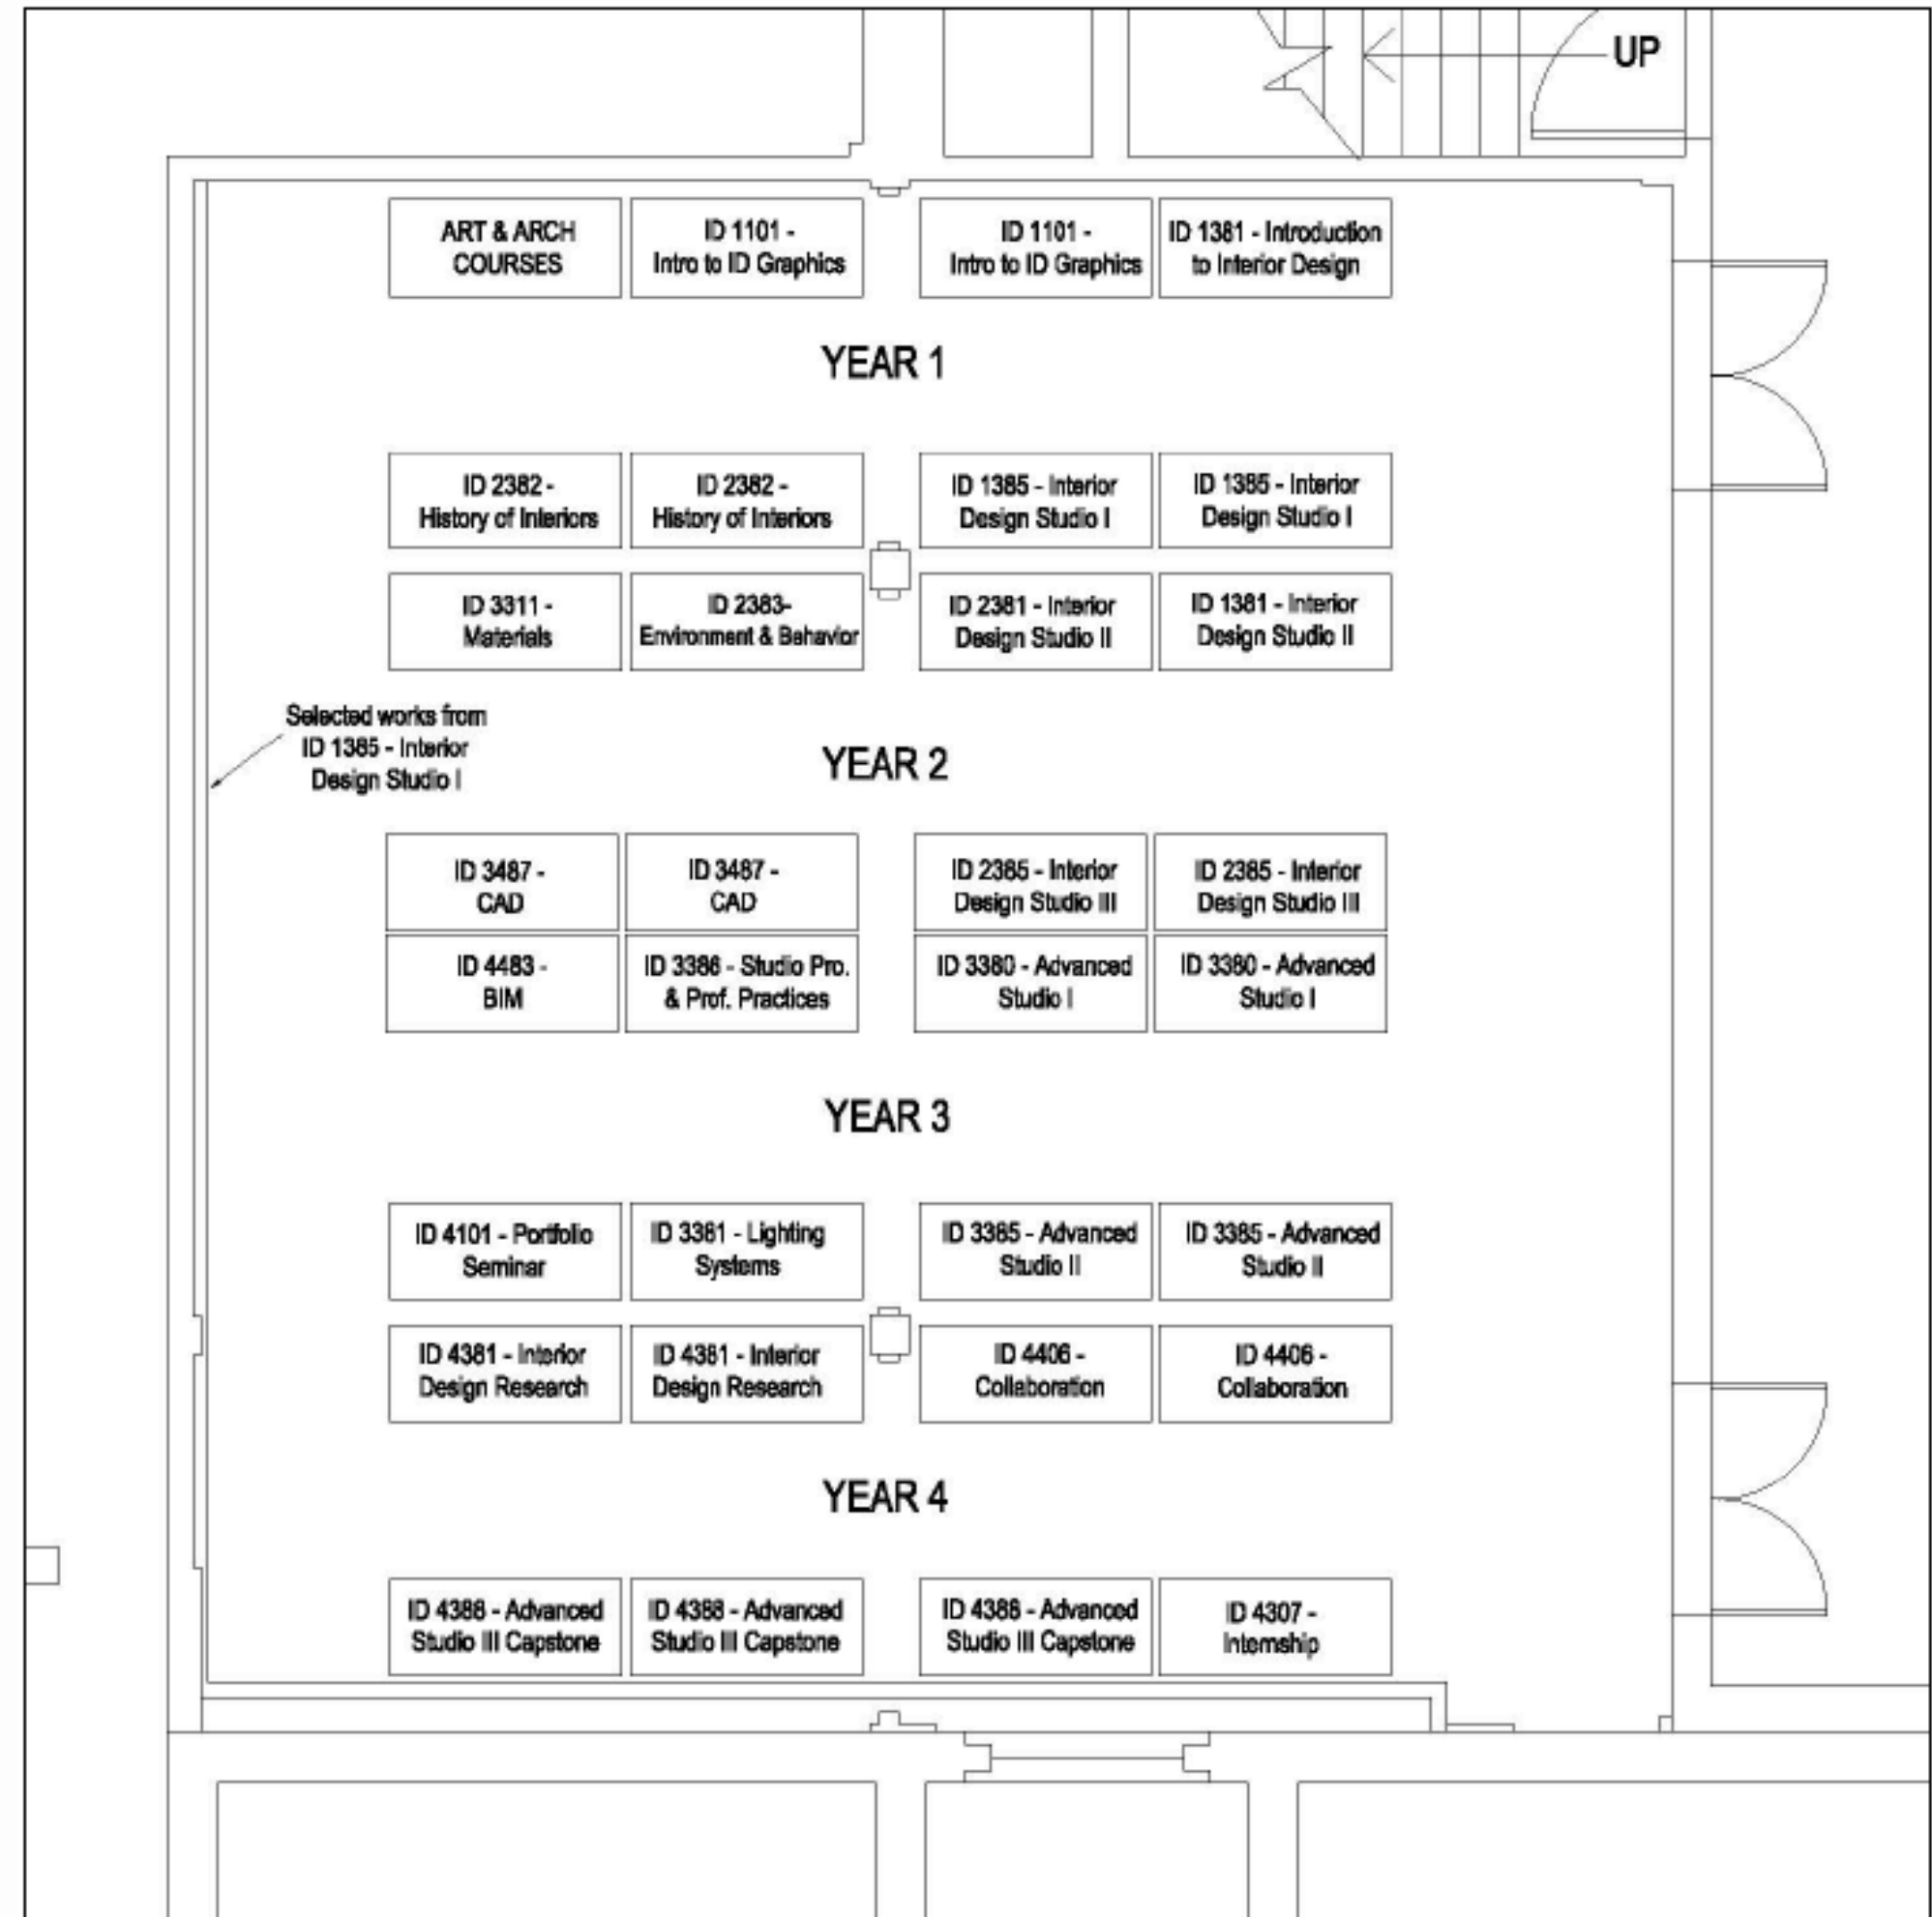 UP
ART & ARCH
COURSES
ID 1101 -
Intro to ID Graphics
ID 1101 -
Intro to ID Graphics
ID 1381 - Introduction
to Interior Design
YEAR 1
ID 2382 -
History of Interiors
ID 2382 -
History of Interiors
ID 1385 - Interior
Design Studio I
ID 1385 - Interior
Design Studio I
ID 3311 -
Materials
ID 2383-
Environment & Behavior
ID 2381 - Interior
Design Studio II
ID 1381 - Interior
Design Studio II
Selected works from
ID 1385 - Interior
Design Studio I
YEAR 2
ID 3487 -
CAD
ID 3487 -
CAD
ID 2385 - Interior
Design Studio III
ID 2385 - Interior
Design Studio III
ID 4483 -
BIM
ID 3386 - Studio Pro.
& Prof. Practices
ID 3380 - Advanced
Studio I
ID 3380 - Advanced
Studio I
YEAR 3
ID 4101 - Portfolio
Seminar
ID 3381 - Lighting
Systems
ID 3385 - Advanced
Studio II
ID 3385 - Advanced
Studio II
ID 4381 - Interior
Design Research
ID 4381 - Interior
Design Research
ID 4406 -
Collaboration
ID 4406 -
Collaboration
YEAR 4
ID 4388 - Advanced
Studio III Capstone
ID 4388 - Advanced
Studio III Capstone
ID 4388 - Advanced
Studio III Capstone
ID 4307 -
Internship